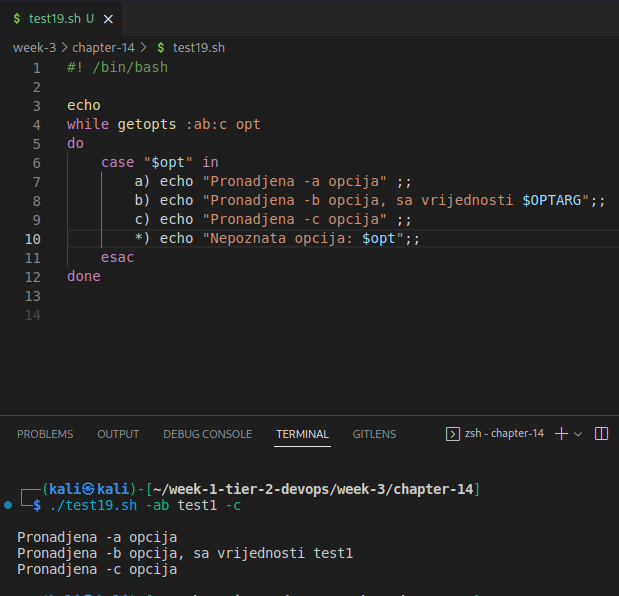 $ test19.sh U ×
week-3 > chapter-14 > $ test19.sh
1 #! /bin/bash
2
3 echo
4 while getopts :ab:c opt
5 do
6 case "$opt" in
7 a) echo "Pronadjena -a opcija" ;;
8 b) echo "Pronadjena -b opcija, sa vrijednosti $OPTARG";;
9 c) echo "Pronadjena -c opcija" ;;
10 *) echo "Nepoznata opcija: $opt";;
11 esac
12 done
13
14
PROBLEMS OUTPUT DEBUG CONSOLE TERMINAL GITLENS zsh - chapter-14
(kali㉿kali)-[~/week-1-tier-2-devops/week-3/chapter-14]
$ ./test19.sh -ab test1 -c
Pronadjena -a opcija
Pronadjena -b opcija, sa vrijednosti test1
Pronadjena -c opcija